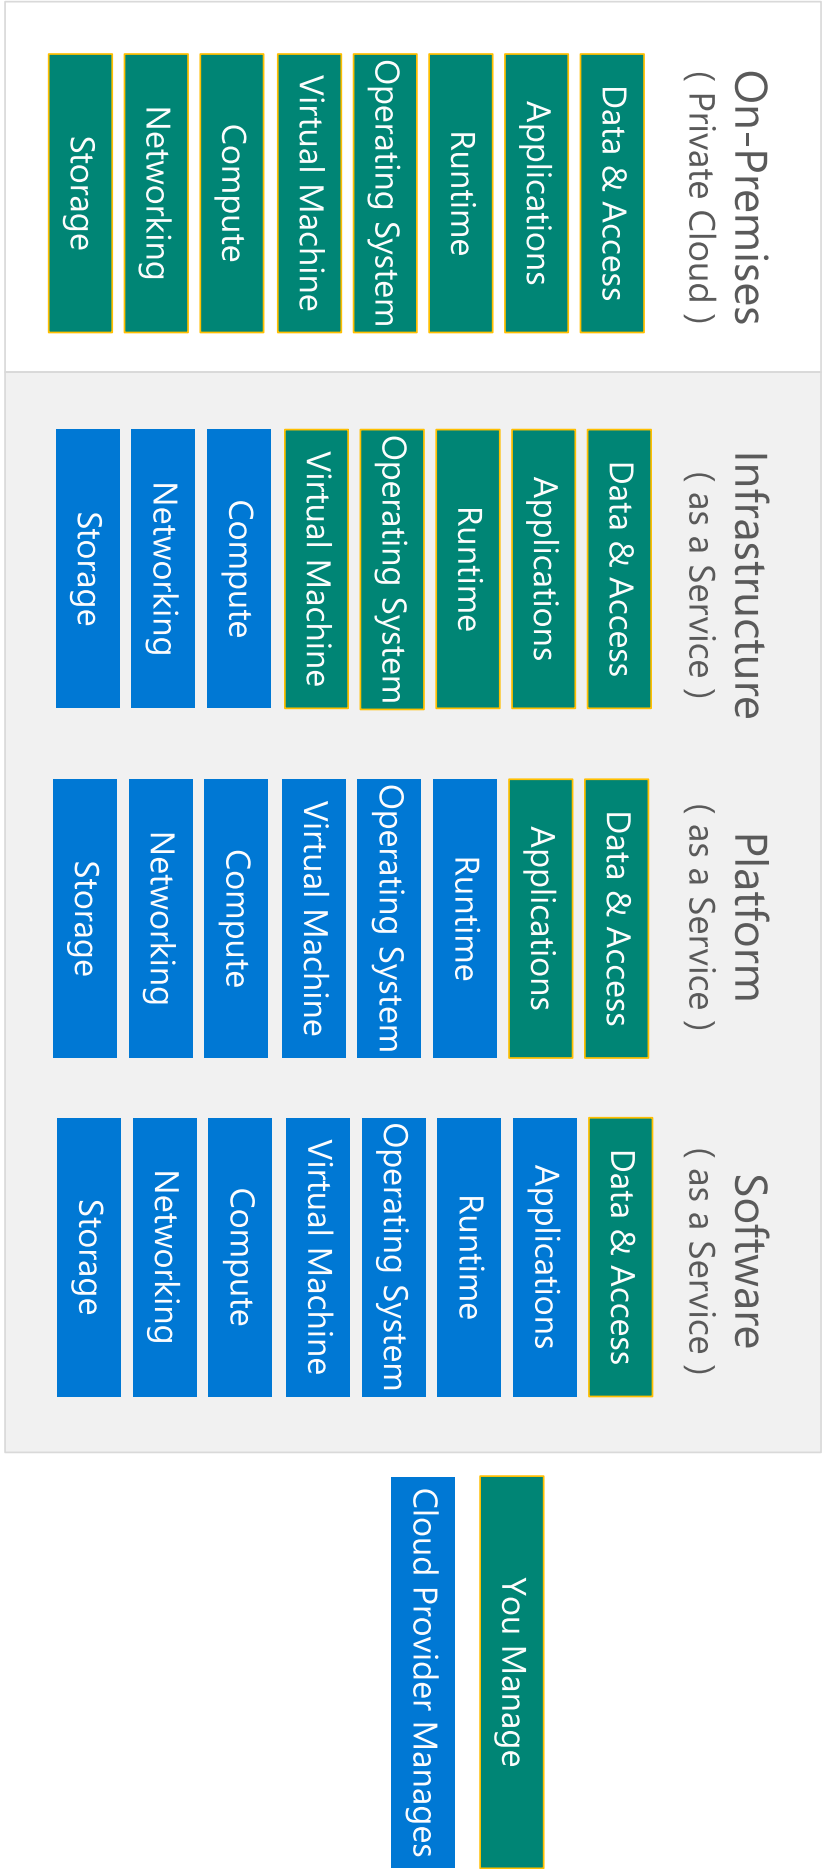 On-Premises
( Private Cloud )
Data & Access
Applications
Runtime
Operating System
Virtual Machine
Compute
Networking
Storage
Infrastructure
( as a Service )
Data & Access
Applications
Runtime
Operating System
Virtual Machine
Compute
Networking
Storage
Platform
( as a Service )
Data & Access
Applications
Runtime
Operating System
Virtual Machine
Compute
Networking
Storage
Software
( as a Service )
Data & Access
Applications
Runtime
Operating System
Virtual Machine
Compute
Networking
Storage
You Manage
Cloud Provider Manages